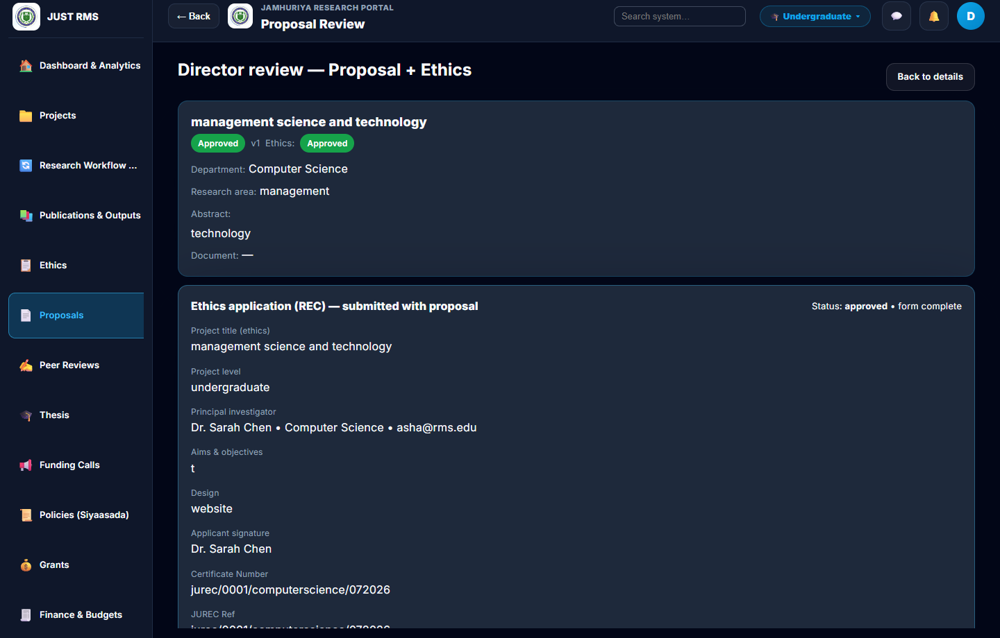 JUST RMS
← Back
JAMHURIYA RESEARCH PORTAL
Proposal Review
Search system...
Undergraduate
D
Dashboard & Analytics
Projects
Research Workflow ...
Publications & Outputs
Ethics
Proposals
Peer Reviews
Thesis
Funding Calls
Policies (Siyaasada)
Grants
Finance & Budgets
Director review — Proposal + Ethics
Back to details
management science and technology
Approved v1 Ethics: Approved
Department: Computer Science
Research area: management
Abstract:
technology
Document: —
Ethics application (REC) — submitted with proposal
Status: approved • form complete
Project title (ethics)
management science and technology
Project level
undergraduate
Principal investigator
Dr. Sarah Chen • Computer Science • asha@rms.edu
Aims & objectives
t
Design
website
Applicant signature
Dr. Sarah Chen
Certificate Number
jurec/0001/computerscience/072026
JUREC Ref
jurec/0001/computerscience/072026